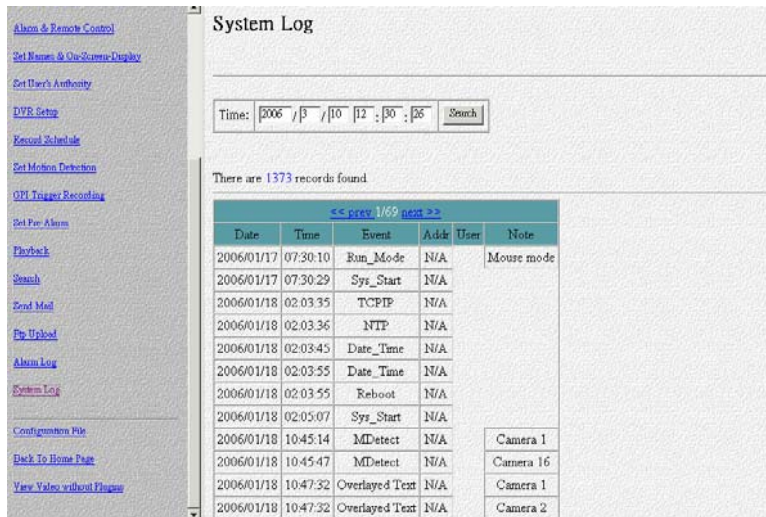 Alarm & Remote Control
Set Names & On-Screen-Display
Set User's Authority
DVR Setup
Record Schedule
Set Motion Detection
GPI Trigger Recording
Set Pre-Alarm
Playback
Search
Send Mail
Ftp Upload
Alarm Log
System Log
Configuration File
Back To Home Page
View Video without Plugins
System Log
Time: 2006 / 3 / 10 12 : 30 : 26 Search
There are 1373 records found
<< prev 1/69 next >>
Date Time Event Addr User Note
2006/01/17 07:30:10 Run_Mode N/A Mouse mode
2006/01/17 07:30:29 Sys_Start N/A
2006/01/18 02:03:35 TCPIP N/A
2006/01/18 02:03:36 NTP N/A
2006/01/18 02:03:45 Date_Time N/A
2006/01/18 02:03:55 Date_Time N/A
2006/01/18 02:03:55 Reboot N/A
2006/01/18 02:05:07 Sys_Start N/A
2006/01/18 10:45:14 MDetect N/A Camera 1
2006/01/18 10:45:47 MDetect N/A Camera 16
2006/01/18 10:47:32 Overlayed Text N/A Camera 1
2006/01/18 10:47:32 Overlayed Text N/A Camera 2